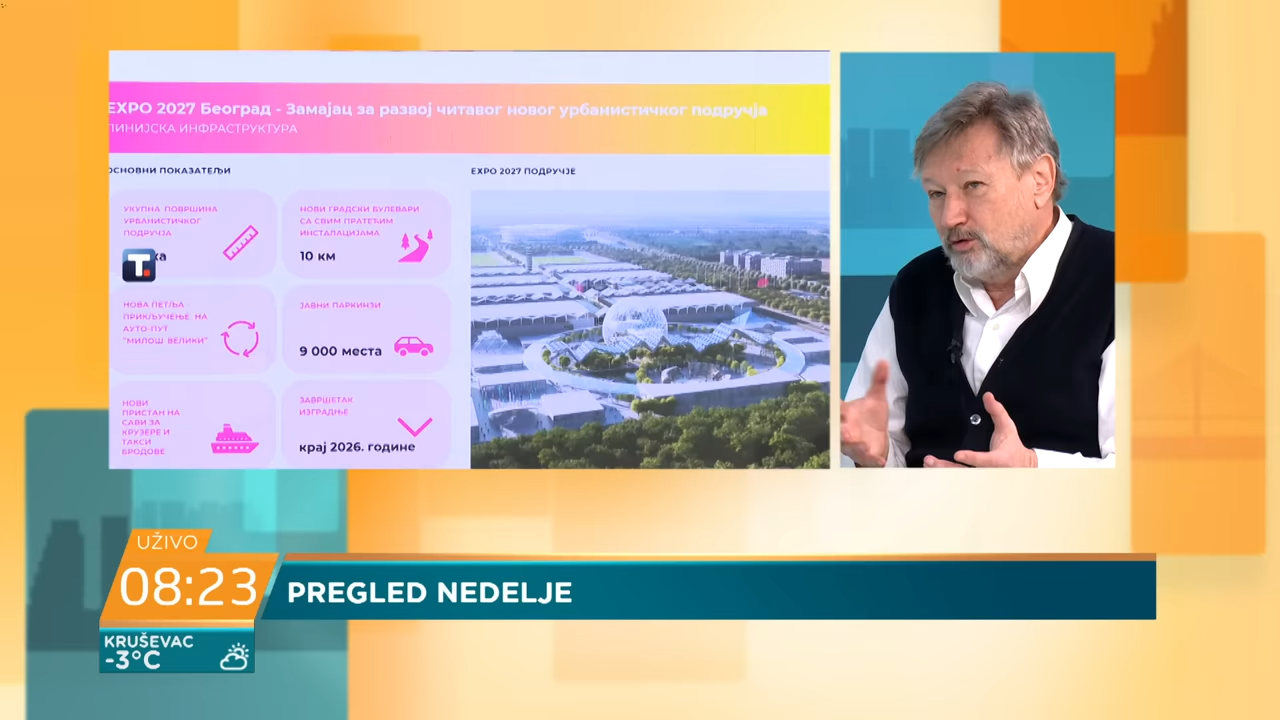 EXPO 2027 Београд - Замајац за развој читавог новог урбанистичког подручја
ЛИНИЈСКА ИНФРАСТРУКТУРА
ОСНОВНИ ПОКАЗАТЕЉИ
УКУПНА ПОВРШИНА
УРБАНИСТИЧКОГ
ПОДРУЧЈА
T.
НОВИ ГРАДСКИ БУЛЕВАРИ
СА СВИМ ПРАТЕЋИМ
ИНСТАЛАЦИЈАМА
10 км
НОВА ПЕТЉА
ПРИКЉУЧЕЊЕ НА
АУТО-ПУТ
"МИЛОШ ВЕЛИКИ"
ЈАВНИ ПАРКИНЗИ
9 000 места
НОВИ
ПРИСТАН НА
САВИ ЗА
КРУЗЕРЕ И
ТАКСИ
БРОДОВЕ
ЗАВРШЕТАК
ИЗГРАДЊЕ
крај 2026. године
EXPO 2027 ПОДРУЧЈЕ
UŽIVO
08:23
PREGLED NEDELJE
KRUŠEVAC
-3°C